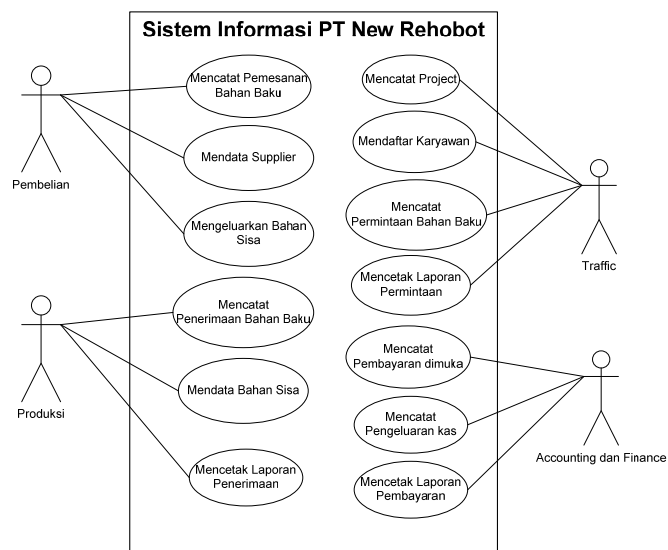 Sistem Informasi PT New Rehobot
Mencatat Pemesanan
Bahan Baku
Mendata Supplier
Mengeluarkan Bahan
Sisa
Pembelian
Mencatat
Penerimaan Bahan Baku
Mendata Bahan Sisa
Mencetak Laporan
Penerimaan
Produksi
Mencatat Project
Mendaftar Karyawan
Mencatat
Permintaan Bahan Baku
Mencetak Laporan
Permintaan
Traffic
Mencatat
Pembayaran dimuka
Mencatat
Pengeluaran kas
Mencetak Laporan
Pembayaran
Accounting dan Finance